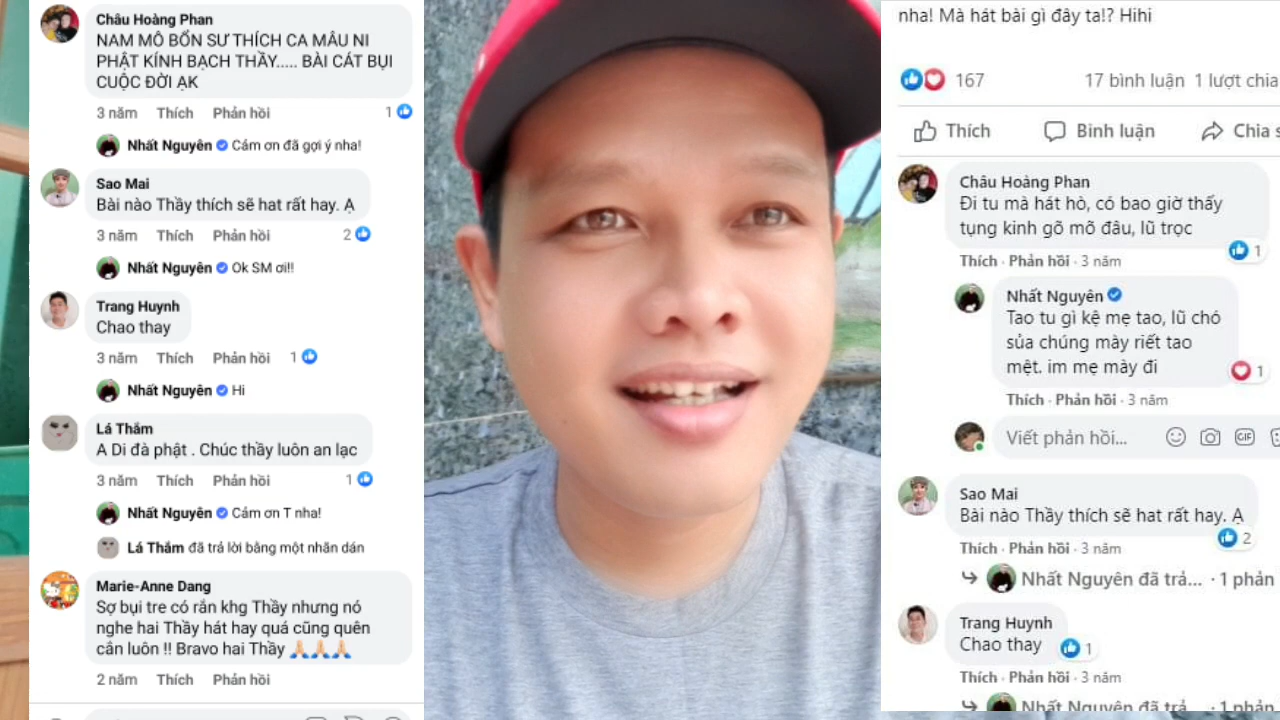 Châu Hoàng Phan
NAM MÔ BỔN SƯ THÍCH CA MÂU NI
PHẬT KÍNH BẠCH THẦY..... BÀI CÁT BỤI
CUỘC ĐỜI ẠK
3 năm Thích Phản hồi 1
Nhất Nguyên Cảm ơn đã gợi ý nha!
Sao Mai
Bài nào Thầy thích sẽ hat rất hay. Ạ
3 năm Thích Phản hồi 2
Nhất Nguyên Ok SM ơi!!
Trang Huynh
Chao thay
3 năm Thích Phản hồi 1
Nhất Nguyên Hi
Lá Thắm
A Di đà phật . Chúc thầy luôn an lạc
3 năm Thích Phản hồi 1
Nhất Nguyên Cảm ơn T nha!
Lá Thắm đã trả lời bằng một nhãn dán
Marie-Anne Dang
Sợ bụi tre có rắn khg Thầy nhưng nó
nghe hai Thầy hát hay quá cũng quên
cắn luôn !! Bravo hai Thầy 🙏🙏🙏
2 năm Thích Phản hồi
nha! Mà hát bài gì đây ta!? Hihi
167 17 bình luận 1 lượt chia
Thích Bình luận Chia s
Châu Hoàng Phan
Đi tu mà hát hò, có bao giờ thấy
tụng kinh gõ mõ đâu, lũ trọc
1
Thích · Phản hồi · 3 năm
Nhất Nguyên
Tao tu gì kệ mẹ tao, lũ chó
sủa chúng mày riết tao
mệt. im mẹ mày đi
1
Thích · Phản hồi · 3 năm
Viết phản hồi...
GIF
Sao Mai
Bài nào Thầy thích sẽ hat rất hay. Ạ
2
Thích · Phản hồi · 3 năm
Nhất Nguyên đã trả... · 1 phản
Trang Huynh
Chao thay
1
Thích · Phản hồi · 3 năm
Nhất Nguyên đã trả... · 1 phản